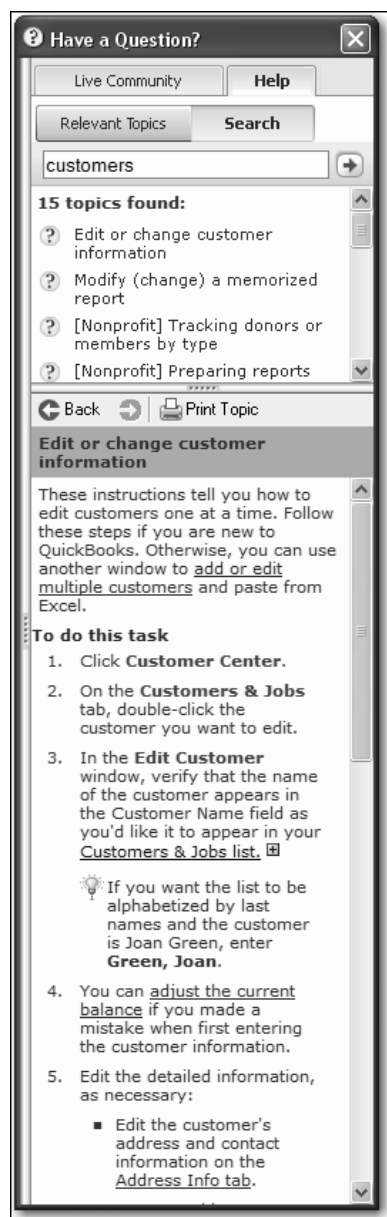 Have a Question?
Live Community Help
Relevant Topics Search
customers
15 topics found:
Edit or change customer
information
Modify (change) a memorized
report
[Nonprofit] Tracking donors or
members by type
[Nonprofit] Preparing reports
Back Print Topic
Edit or change customer
information
These instructions tell you how to
edit customers one at a time. Follow
these steps if you are new to
QuickBooks. Otherwise, you can use
another window to add or edit
multiple customers and paste from
Excel.
To do this task
1. Click Customer Center.
2. On the Customers & Jobs
tab, double-click the
customer you want to edit.
3. In the Edit Customer
window, verify that the name
of the customer appears in
the Customer Name field as
you'd like it to appear in your
Customers & Jobs list.
If you want the list to be
alphabetized by last
names and the customer
is Joan Green, enter
Green, Joan.
4. You can adjust the current
balance if you made a
mistake when first entering
the customer information.
5. Edit the detailed information,
as necessary:
Edit the customer's
address and contact
information on the
Address Info tab.